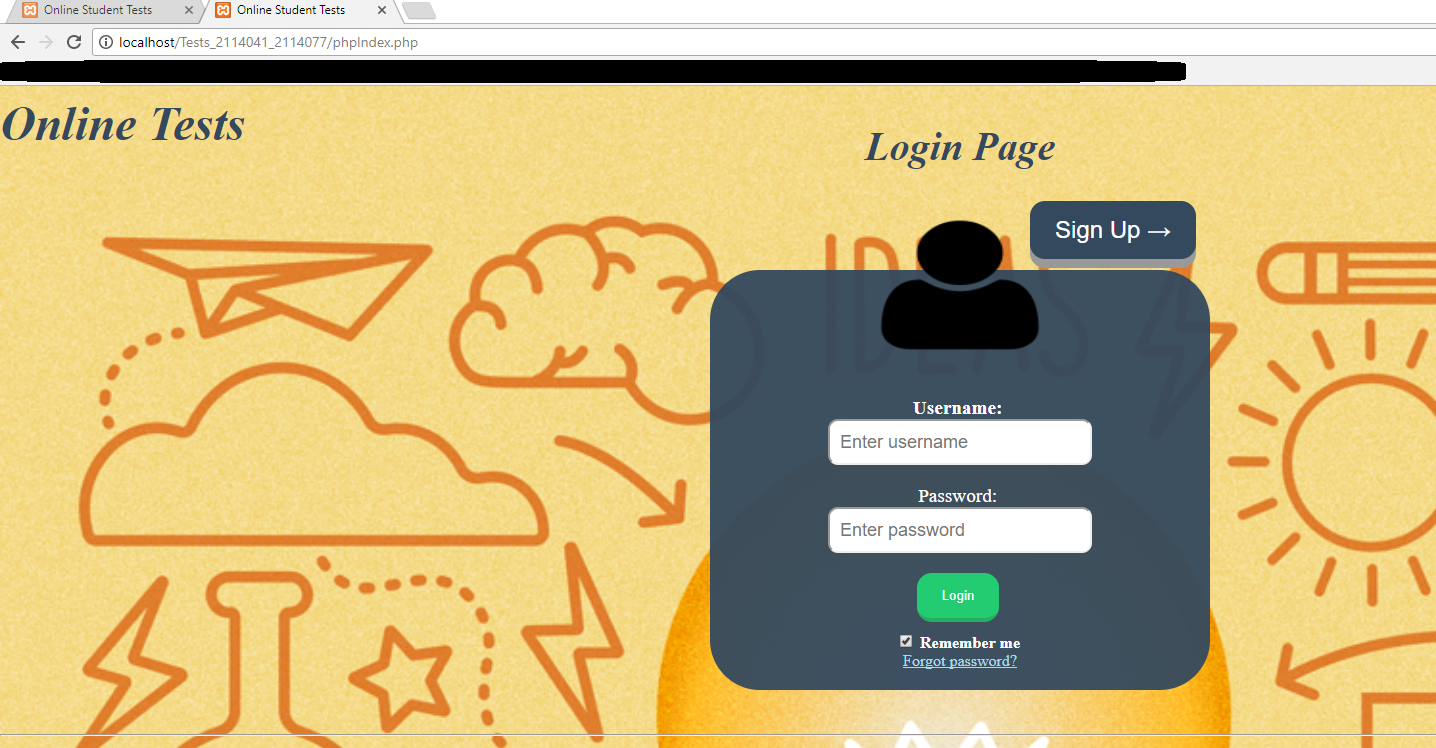 Online Student Tests
Online Student Tests
localhost/Tests_2114041_2114077/phpIndex.php
Online Tests
Login Page
Sign Up →
IDEAS
Username:
Enter username
Password:
Enter password
Login
Remember me
Forgot password?